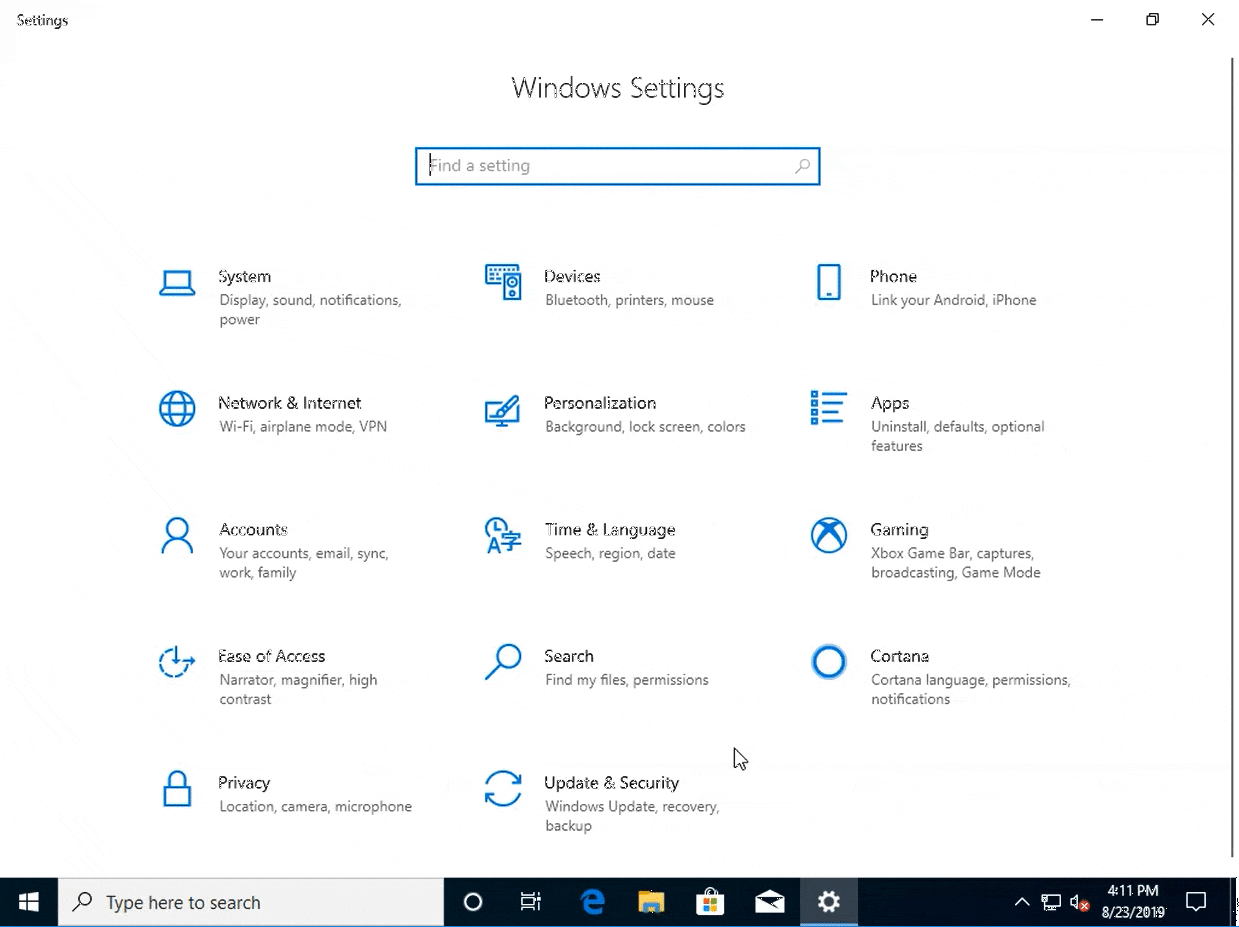 Settings
Windows Settings
Find a setting
System
Display, sound, notifications,
power
Devices
Bluetooth, printers, mouse
Phone
Link your Android, iPhone
Network & Internet
Wi-Fi, airplane mode, VPN
Personalization
Background, lock screen, colors
Apps
Uninstall, defaults, optional
features
Accounts
Your accounts, email, sync,
work, family
Time & Language
Speech, region, date
Gaming
Xbox Game Bar, captures,
broadcasting, Game Mode
Ease of Access
Narrator, magnifier, high
contrast
Search
Find my files, permissions
Cortana
Cortana language, permissions,
notifications
Privacy
Location, camera, microphone
Update & Security
Windows Update, recovery,
backup
Type here to search
4:11 PM
8/23/2019